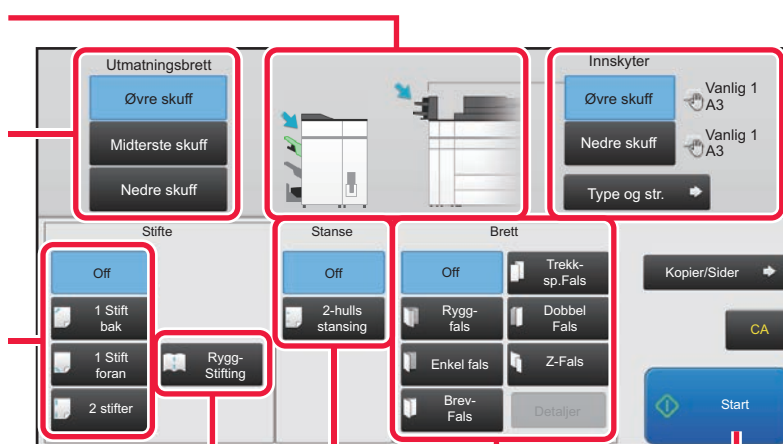 Utmatningsbrett
Øvre skuff
Midterste skuff
Nedre skuff
Innskyter
Øvre skuff
Vanlig 1
A3
Nedre skuff
Vanlig 1
A3
Type og str.
Stifte
Off
1 Stift
bak
1 Stift
foran
2 stifter
Rygg-
Stifting
Stanse
Off
2-hulls
stansing
Brett
Off
Rygg-
fals
Enkel fals
Brev-
Fals
Trekk-
sp.Fals
Dobbel
Fals
Z-Fals
Detaljer
Kopier/Sider
CA
Start